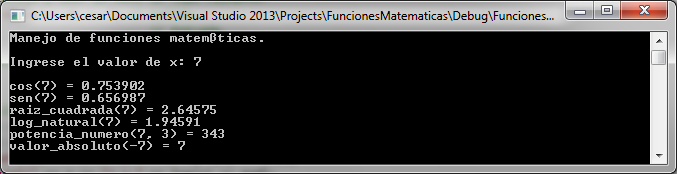 C:\Users\cesar\Documents\Visual Studio 2013\Projects\FuncionesMatematicas\Debug\Funciones...
Manejo de funciones matemßticas.
Ingrese el valor de x: 7
cos(7) = 0.753902
sen(7) = 0.656987
raiz_cuadrada(7) = 2.64575
log_natural(7) = 1.94591
potencia_numero(7, 3) = 343
valor_absoluto(-7) = 7